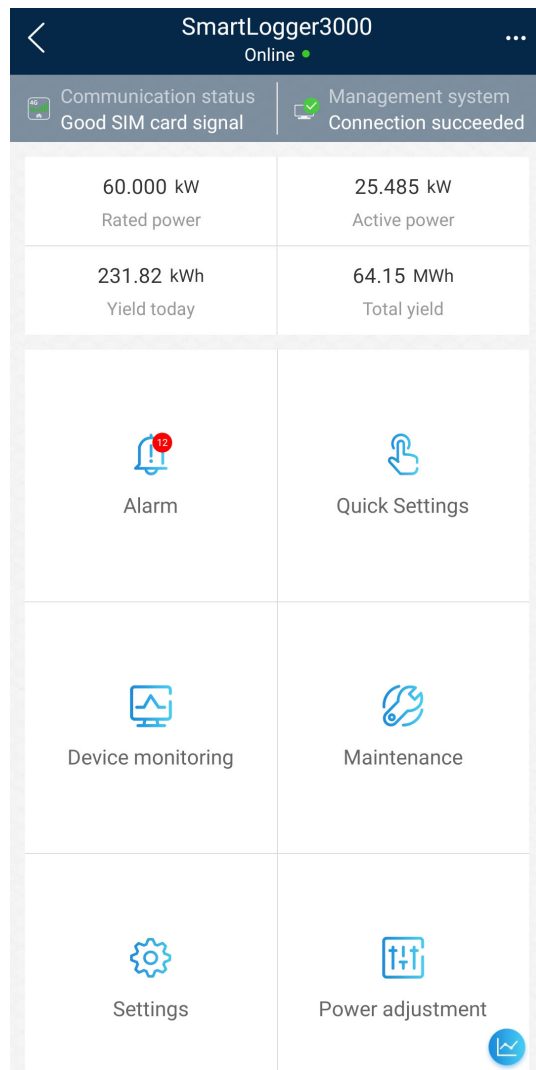 SmartLogger3000
Online
4G
Communication status
Good SIM card signal
Management system
Connection succeeded
60.000 kW
Rated power
25.485 kW
Active power
231.82 kWh
Yield today
64.15 MWh
Total yield
12
Alarm
Quick Settings
Device monitoring
Maintenance
Settings
Power adjustment